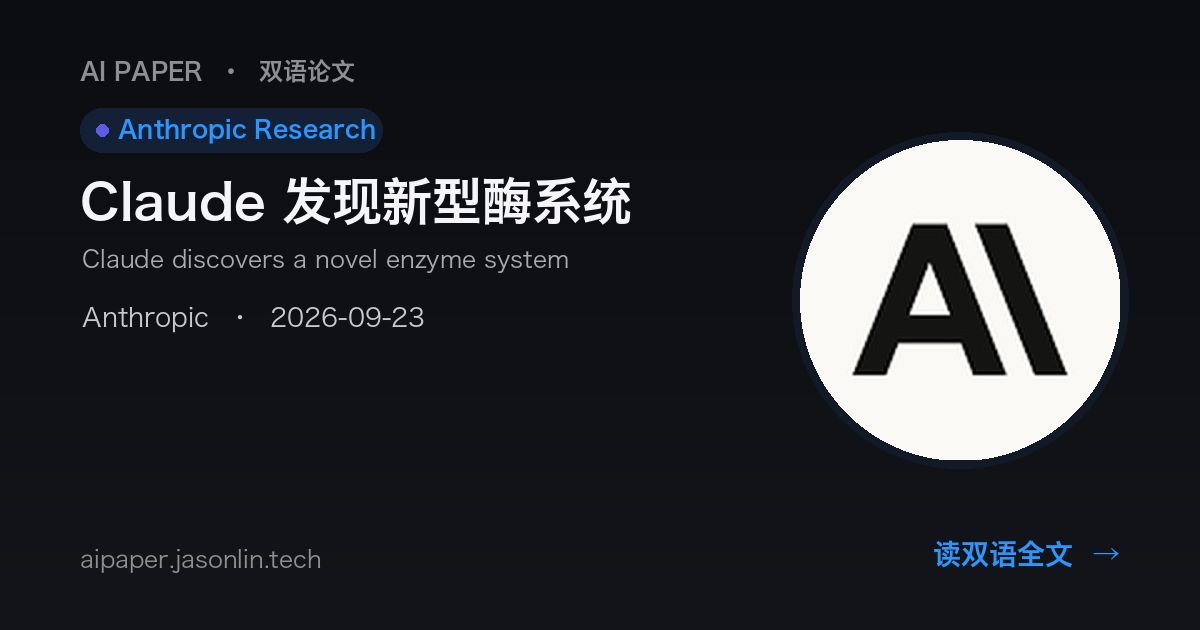 AI PAPER · 双语论文
Anthropic Research
Claude 发现新型酶系统
Claude discovers a novel enzyme system
Anthropic · 2026-09-23
AI
aipaper.jasonlin.tech
读双语全文 →